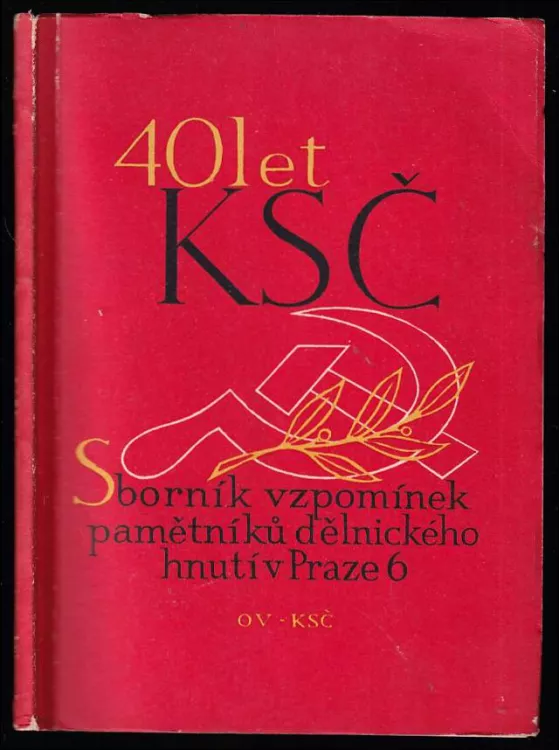 40 let
KSČ
Sborník vzpomínek
pamětníků dělnického
hnutí v Praze 6
OV - KSČ